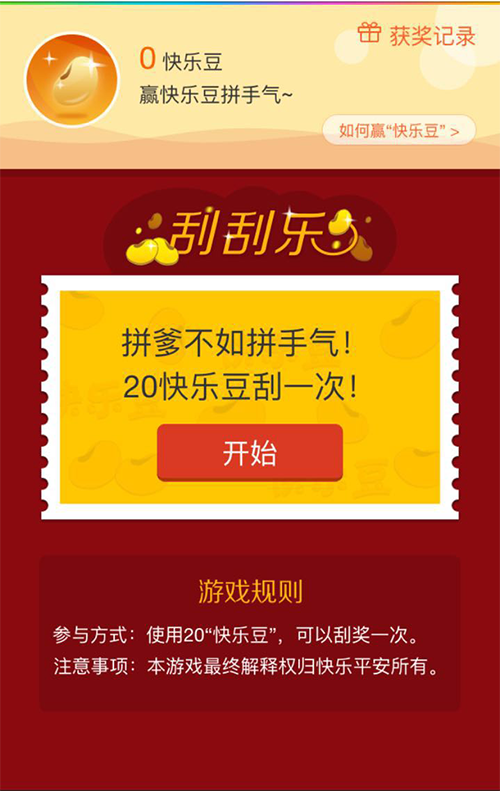 0 快乐豆
获奖记录
赢快乐豆拼手气~
如何赢“快乐豆” >
刮刮乐
拼爹不如拼手气！
20快乐豆刮一次！
开始
游戏规则
参与方式：使用20“快乐豆”，可以刮奖一次。
注意事项：本游戏最终解释权归快乐平安所有。